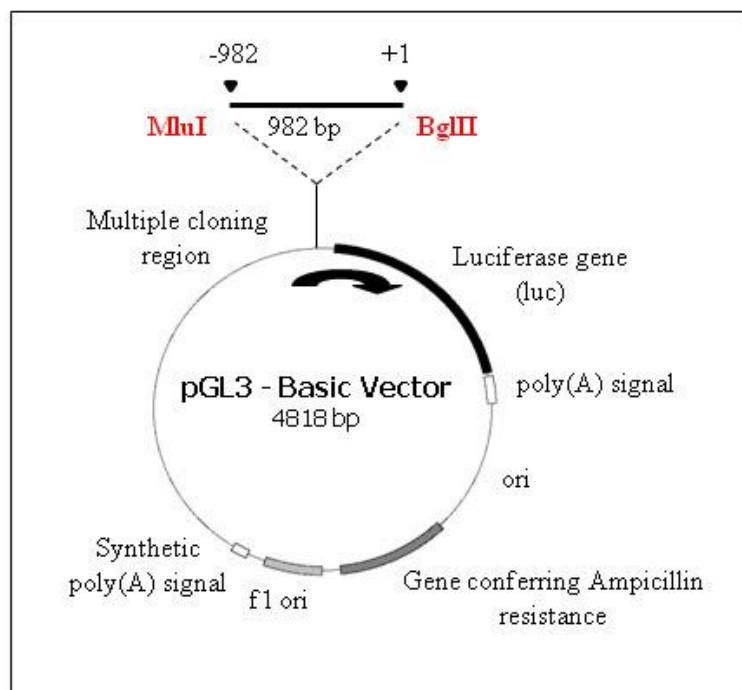 -982
+1
MluI
982 bp
BglII
Multiple cloning
region
Luciferase gene
(luc)
pGL3 - Basic Vector
4818 bp
poly(A) signal
ori
Synthetic
poly(A) signal
f1 ori
Gene conferring Ampicillin
resistance